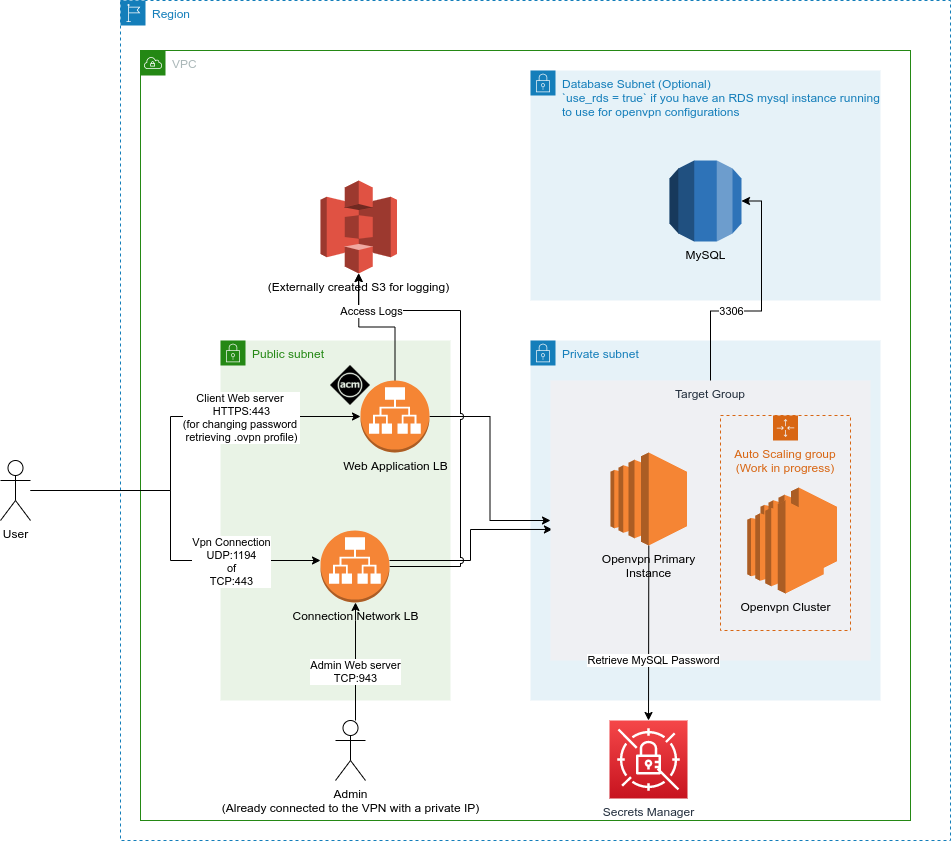 Region
VPC
Database Subnet (Optional)
`use_rds = true` if you have an RDS mysql instance running
to use for openvpn configurations
MySQL
(Externally created S3 for logging)
Access Logs
3306
Public subnet
Private subnet
acm
Target Group
Client Web server
HTTPS:443
(for changing password
retrieving .ovpn profile)
Web Application LB
Auto Scaling group
(Work in progress)
User
Vpn Connection
UDP:1194
of
TCP:443
Connection Network LB
Openvpn Primary
Instance
Openvpn Cluster
Admin Web server
TCP:943
Retrieve MySQL Password
Admin
(Already connected to the VPN with a private IP)
Secrets Manager